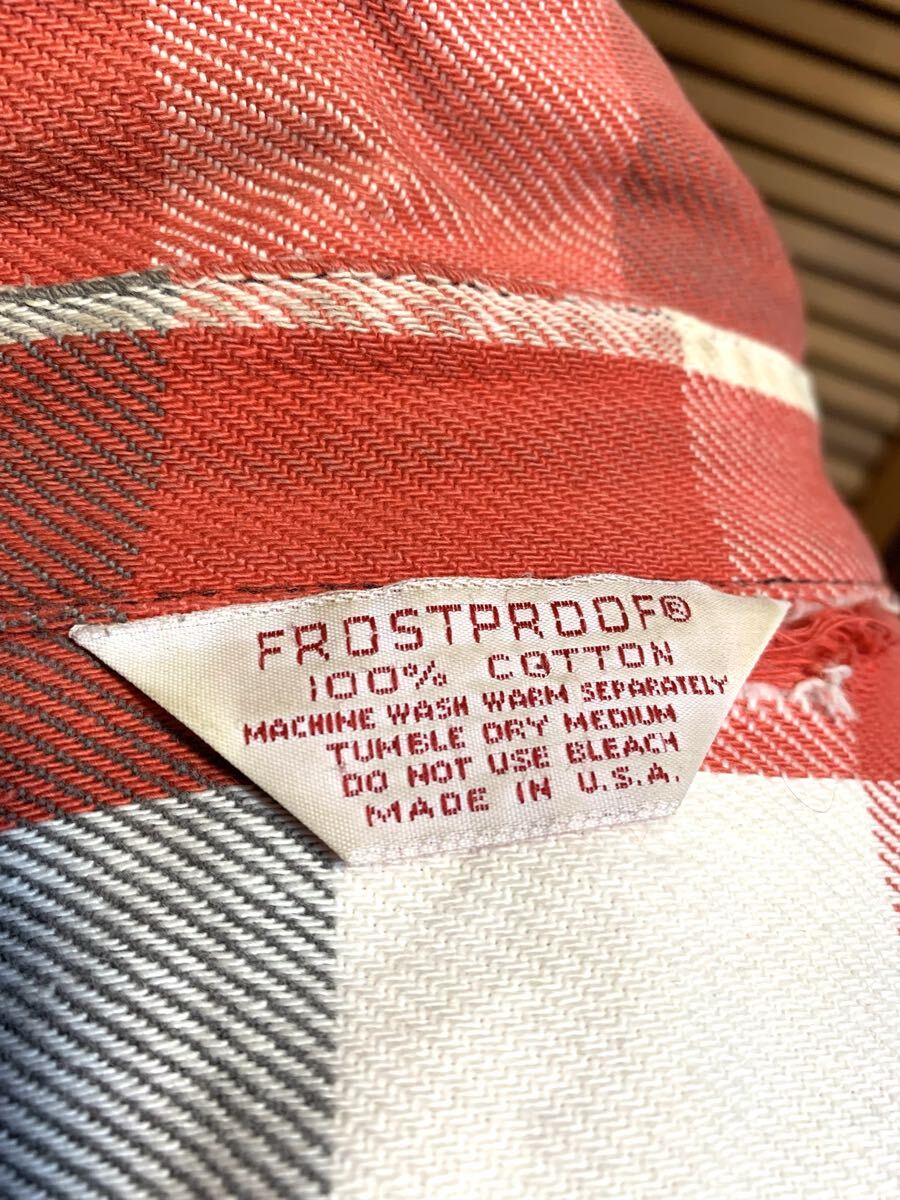 FROSTPROOF®
100% COTTON
MACHINE WASH WARM SEPARATELY
TUMBLE DRY MEDIUM
DO NOT USE BLEACH
MADE IN U.S.A.